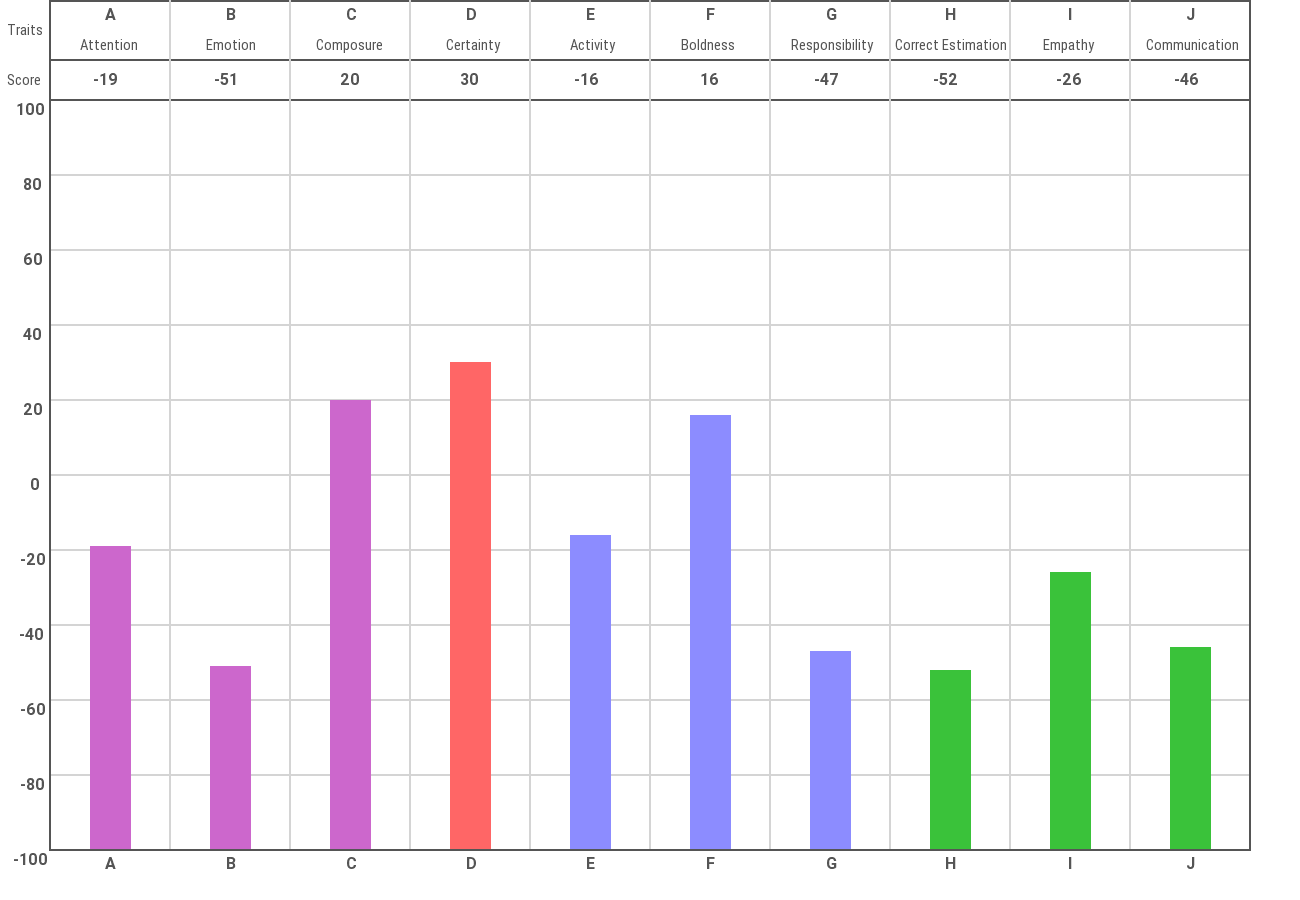 Traits
A B C D E F G H I J
Attention Emotion Composure Certainty Activity Boldness Responsibility Correct Estimation Empathy Communication
Score -19 -51 20 30 -16 16 -47 -52 -26 -46
100
80
60
40
20
0
-20
-40
-60
-80
-100
A B C D E F G H I J